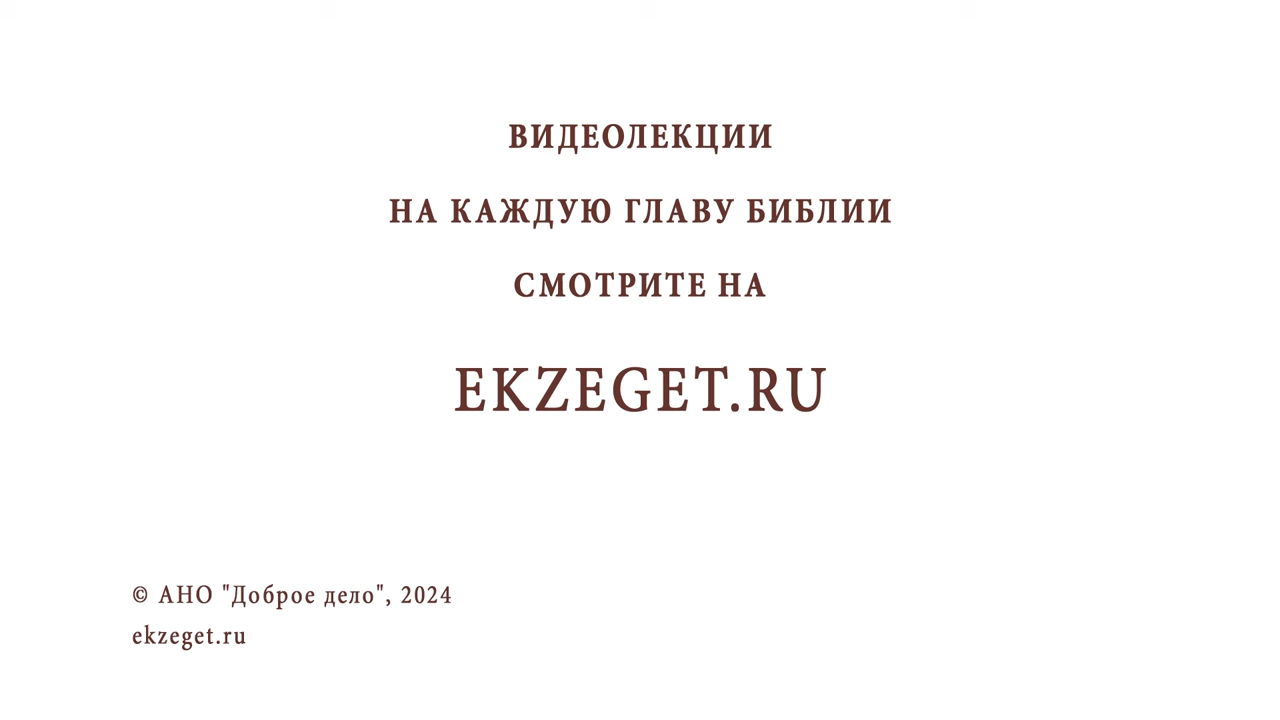 ВИДЕОЛЕКЦИИ
НА КАЖДУЮ ГЛАВУ БИБЛИИ
СМОТРИТЕ НА
EKZEGET.RU
© АНО "Доброе дело", 2024
ekzeget.ru